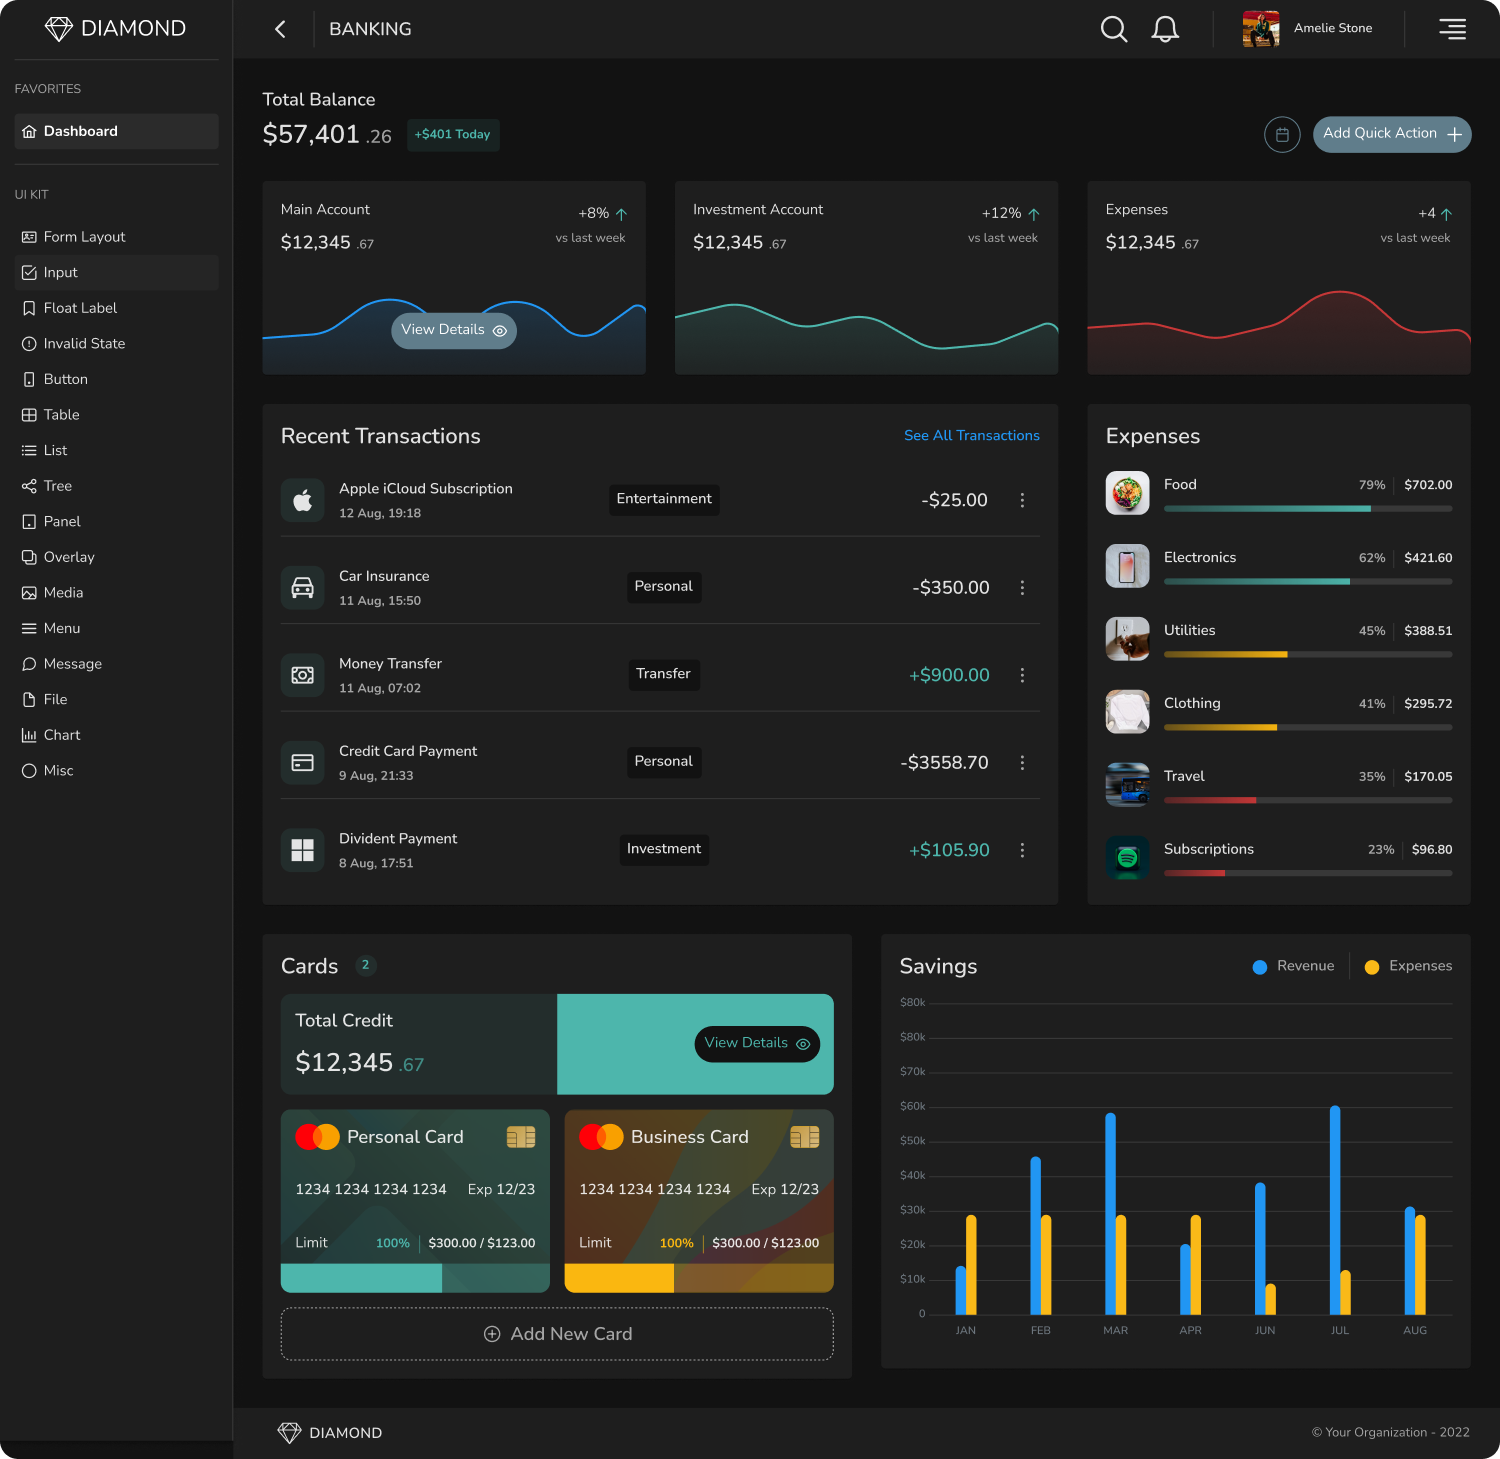 DIAMOND
FAVORITES
Dashboard
UI KIT
Form Layout
Input
Float Label
Invalid State
Button
Table
List
Tree
Panel
Overlay
Media
Menu
Message
File
Chart
Misc
BANKING
Amelie Stone
Total Balance
$57,401 .26
+$401 Today
Add Quick Action
Main Account
+8%
$12,345 .67
vs last week
View Details
Investment Account
+12%
$12,345 .67
vs last week
Expenses
+4
$12,345 .67
vs last week
Recent Transactions
See All Transactions
Apple iCloud Subscription
12 Aug, 19:18
Entertainment
-$25.00
Car Insurance
11 Aug, 15:50
Personal
-$350.00
Money Transfer
11 Aug, 07:02
Transfer
+$900.00
Credit Card Payment
9 Aug, 21:33
Personal
-$3558.70
Divident Payment
8 Aug, 17:51
Investment
+$105.90
Expenses
Food
79%
$702.00
Electronics
62%
$421.60
Utilities
45%
$388.51
Clothing
41%
$295.72
Travel
35%
$170.05
Subscriptions
23%
$96.80
Cards
2
Total Credit
$12,345 .67
View Details
Personal Card
1234 1234 1234 1234
Exp 12/23
Limit
100%
$300.00 / $123.00
Business Card
1234 1234 1234 1234
Exp 12/23
Limit
100%
$300.00 / $123.00
Add New Card
Savings
Revenue
Expenses
$80k
$80k
$70k
$60k
$50k
$40k
$30k
$20k
$10k
0
JAN
FEB
MAR
APR
JUN
JUL
AUG
DIAMOND
© Your Organization - 2022